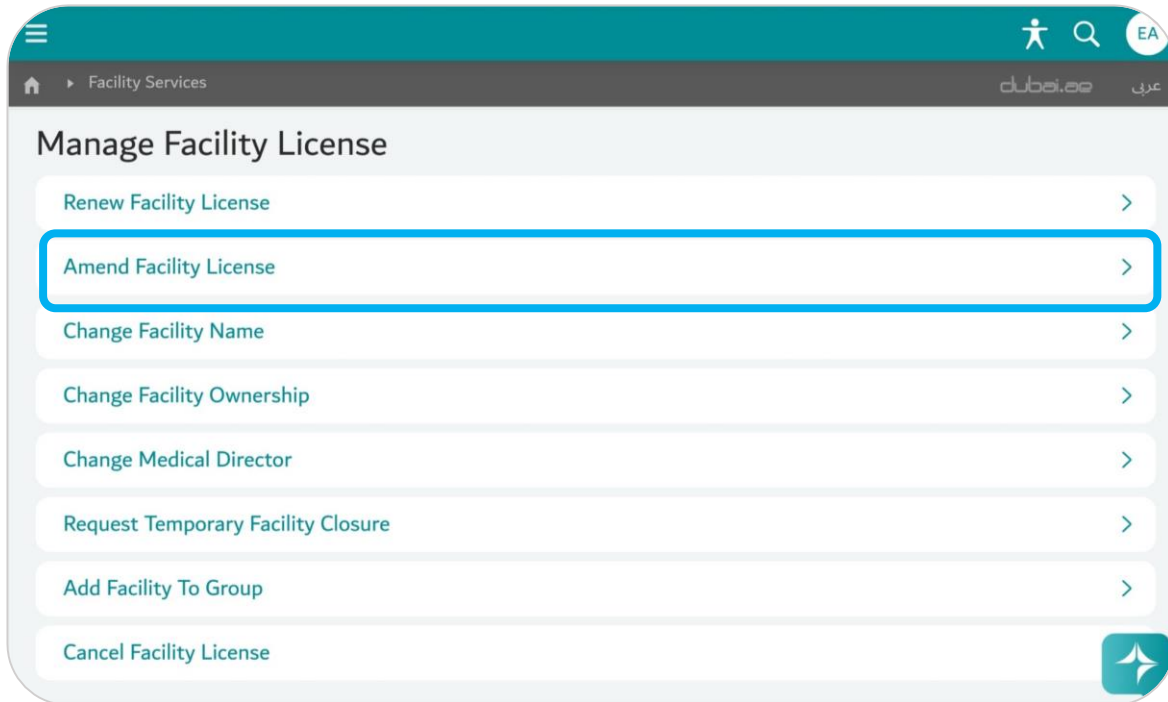 EA
Facility Services
dubai.ae
عربي
Manage Facility License
Renew Facility License
Amend Facility License
Change Facility Name
Change Facility Ownership
Change Medical Director
Request Temporary Facility Closure
Add Facility To Group
Cancel Facility License